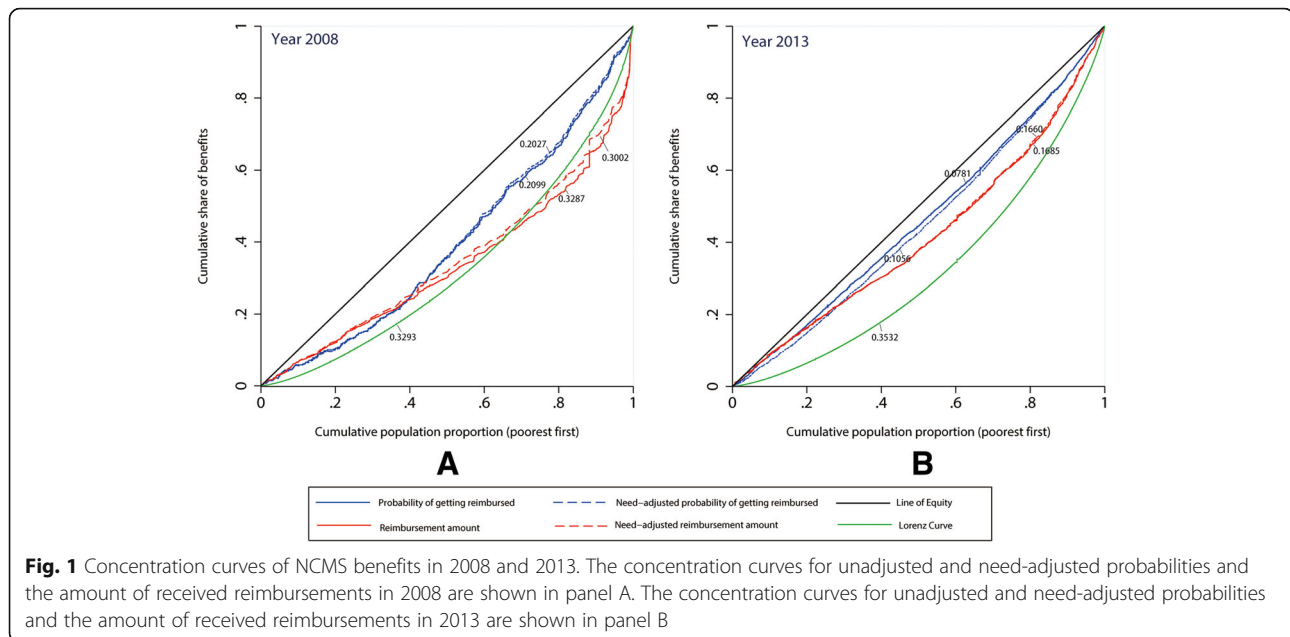 Year 2008
Cumulative share of benefits
0 .2 .4 .6 .8 1
0.2027
0.2099
0.3002
0.3287
0.3293
0 .2 .4 .6 .8 1
Cumulative population proportion (poorest first)
A
Year 2013
Cumulative share of benefits
0 .2 .4 .6 .8 1
0.1660
0.1685
0.0781
0.1056
0.3532
0 .2 .4 .6 .8 1
Cumulative population proportion (poorest first)
B
Probability of getting reimbursed Need−adjusted probability of getting reimbursed Line of Equity
Reimbursement amount Need−adjusted reimbursement amount Lorenz Curve
Fig. 1 Concentration curves of NCMS benefits in 2008 and 2013. The concentration curves for unadjusted and need-adjusted probabilities and
the amount of received reimbursements in 2008 are shown in panel A. The concentration curves for unadjusted and need-adjusted probabilities
and the amount of received reimbursements in 2013 are shown in panel B